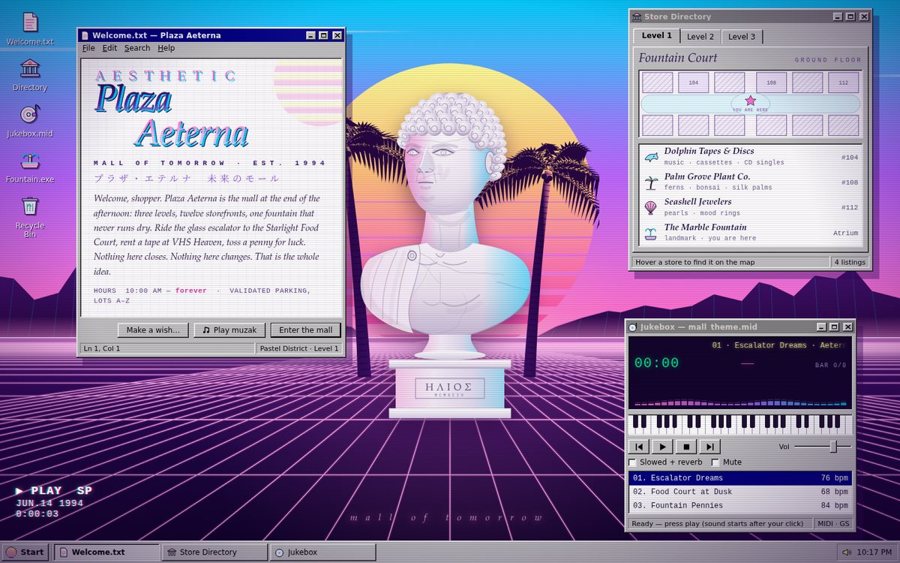 Welcome.txt
Directory
Jukebox.mid
Fountain.exe
Recycle
Bin
Welcome.txt — Plaza Aeterna
File Edit Search Help
AESTHETIC
Plaza
Aeterna
MALL OF TOMORROW · EST. 1994
プラザ・エテルナ 未来のモール
Welcome, shopper. Plaza Aeterna is the mall at the end of the
afternoon: three levels, twelve storefronts, one fountain that
never runs dry. Ride the glass escalator to the Starlight Food
Court, rent a tape at VHS Heaven, toss a penny for luck.
Nothing here closes. Nothing here changes. That is the whole
idea.
HOURS 10:00 AM — forever · VALIDATED PARKING,
LOTS A–Z
Make a wish... Play muzak Enter the mall
Ln 1, Col 1 Pastel District · Level 1
ΗΛΙΟΣ
Store Directory
Level 1 Level 2 Level 3
Fountain Court GROUND FLOOR
104 108 112
YOU ARE HERE
Dolphin Tapes & Discs #104
music · cassettes · CD singles
Palm Grove Plant Co. #108
ferns · bonsai · silk palms
Seashell Jewelers #112
pearls · mood rings
The Marble Fountain Atrium
landmark · you are here
Hover a store to find it on the map 4 listings
Jukebox — mall theme.mid
01 · Escalator Dreams · Aeter
00:00 BAR 0/0
Vol
Slowed + reverb Mute
01. Escalator Dreams 76 bpm
02. Food Court at Dusk 68 bpm
03. Fountain Pennies 84 bpm
Ready — press play (sound starts after your click) MIDI · GS
▶ PLAY SP
JUN.14 1994
0:00:03
mall of tomorrow
Start Welcome.txt Store Directory Jukebox 10:17 PM